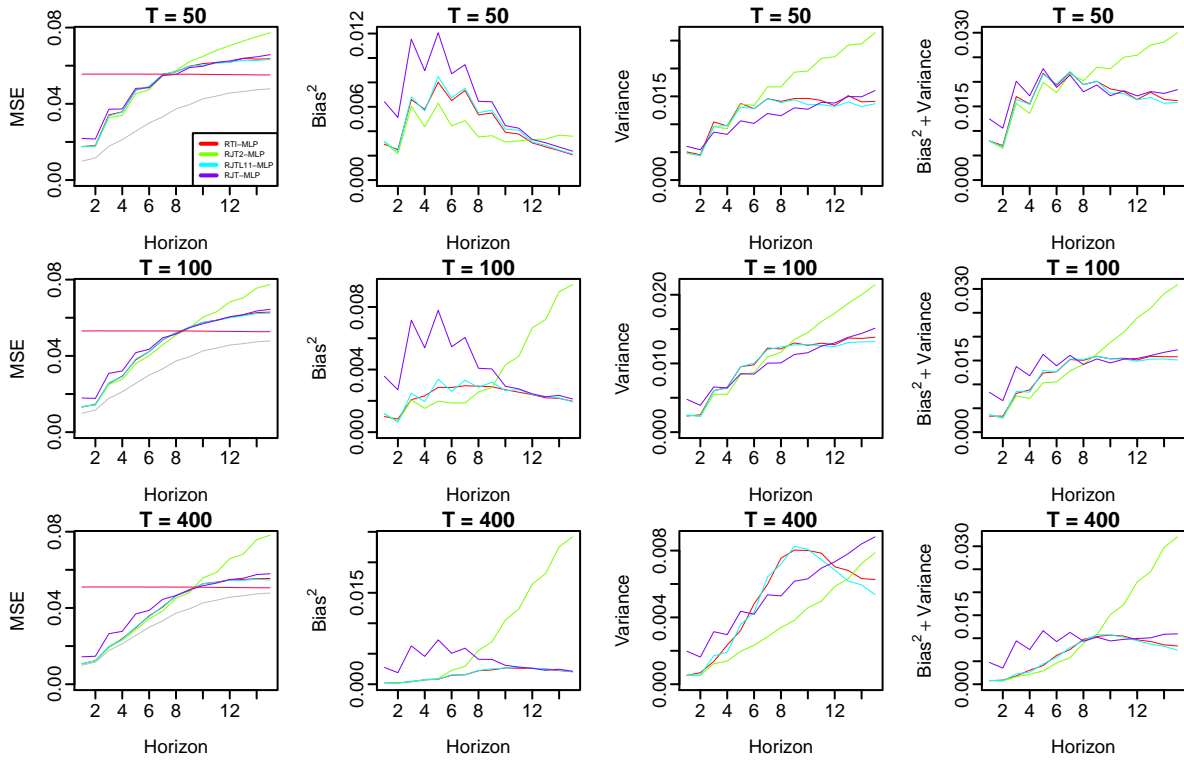 T = 50
T = 50
T = 50
T = 50
MSE
0.00
0.04
0.08
2
4
6
8
12
RTI−MLP
RJT2−MLP
RJTL11−MLP
RJT−MLP
Horizon
Bias²
0.000
0.006
0.012
2
4
6
8
12
Horizon
Variance
0.000
0.015
2
4
6
8
12
Horizon
Bias² + Variance
0.000
0.015
0.030
2
4
6
8
12
Horizon
T = 100
T = 100
T = 100
T = 100
MSE
0.00
0.04
0.08
2
4
6
8
12
Horizon
Bias²
0.000
0.004
0.008
2
4
6
8
12
Horizon
Variance
0.000
0.010
0.020
2
4
6
8
12
Horizon
Bias² + Variance
0.000
0.015
0.030
2
4
6
8
12
Horizon
T = 400
T = 400
T = 400
T = 400
MSE
0.00
0.04
0.08
2
4
6
8
12
Horizon
Bias²
0.000
0.015
2
4
6
8
12
Horizon
Variance
0.000
0.004
0.008
2
4
6
8
12
Horizon
Bias² + Variance
0.000
0.015
0.030
2
4
6
8
12
Horizon